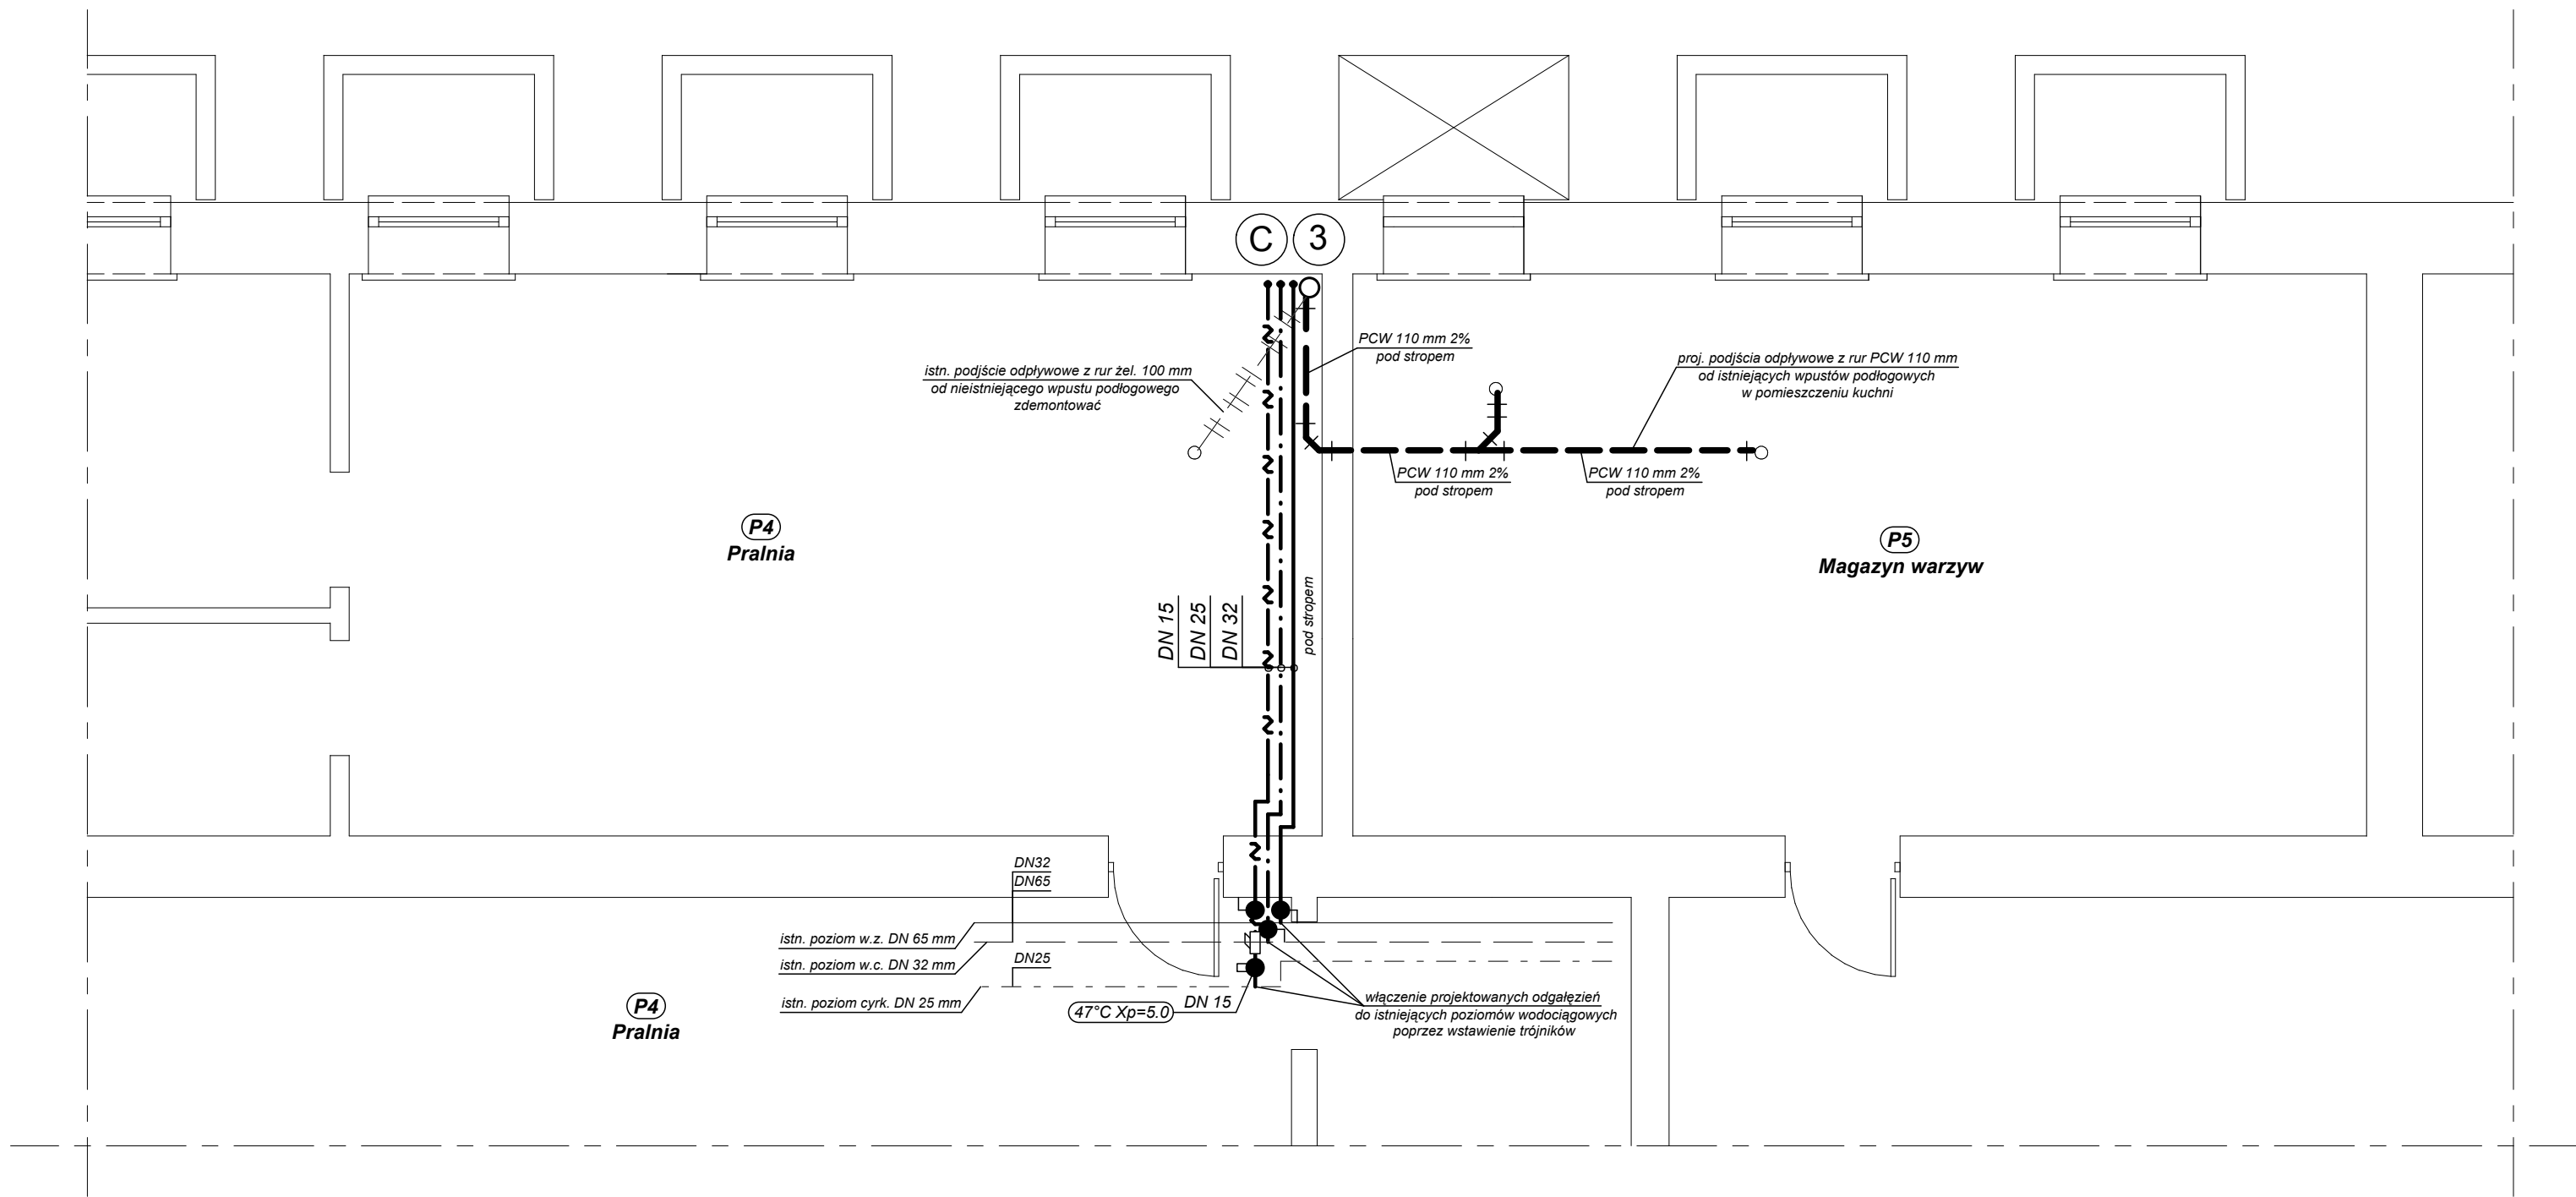 C
3
PCW 110 mm 2%
pod stropem
istn. podjście odpływowe z rur żel. 100 mm
od nieistniejącego wpustu podłogowego
zdemontować
proj. podjścia odpływowe z rur PCW 110 mm
od istniejących wpustów podłogowych
w pomieszczeniu kuchni
PCW 110 mm 2%
pod stropem
PCW 110 mm 2%
pod stropem
P4
Pralnia
P5
Magazyn warzyw
DN 15
DN 25
DN 32
pod stropem
DN32
DN65
istn. poziom w.z. DN 65 mm
istn. poziom w.c. DN 32 mm
DN25
istn. poziom cyrk. DN 25 mm
47°C Xp=5.0
DN 15
włączenie projektowanych odgałęzień
do istniejących poziomów wodociągowych
poprzez wstawienie trójników
P4
Pralnia